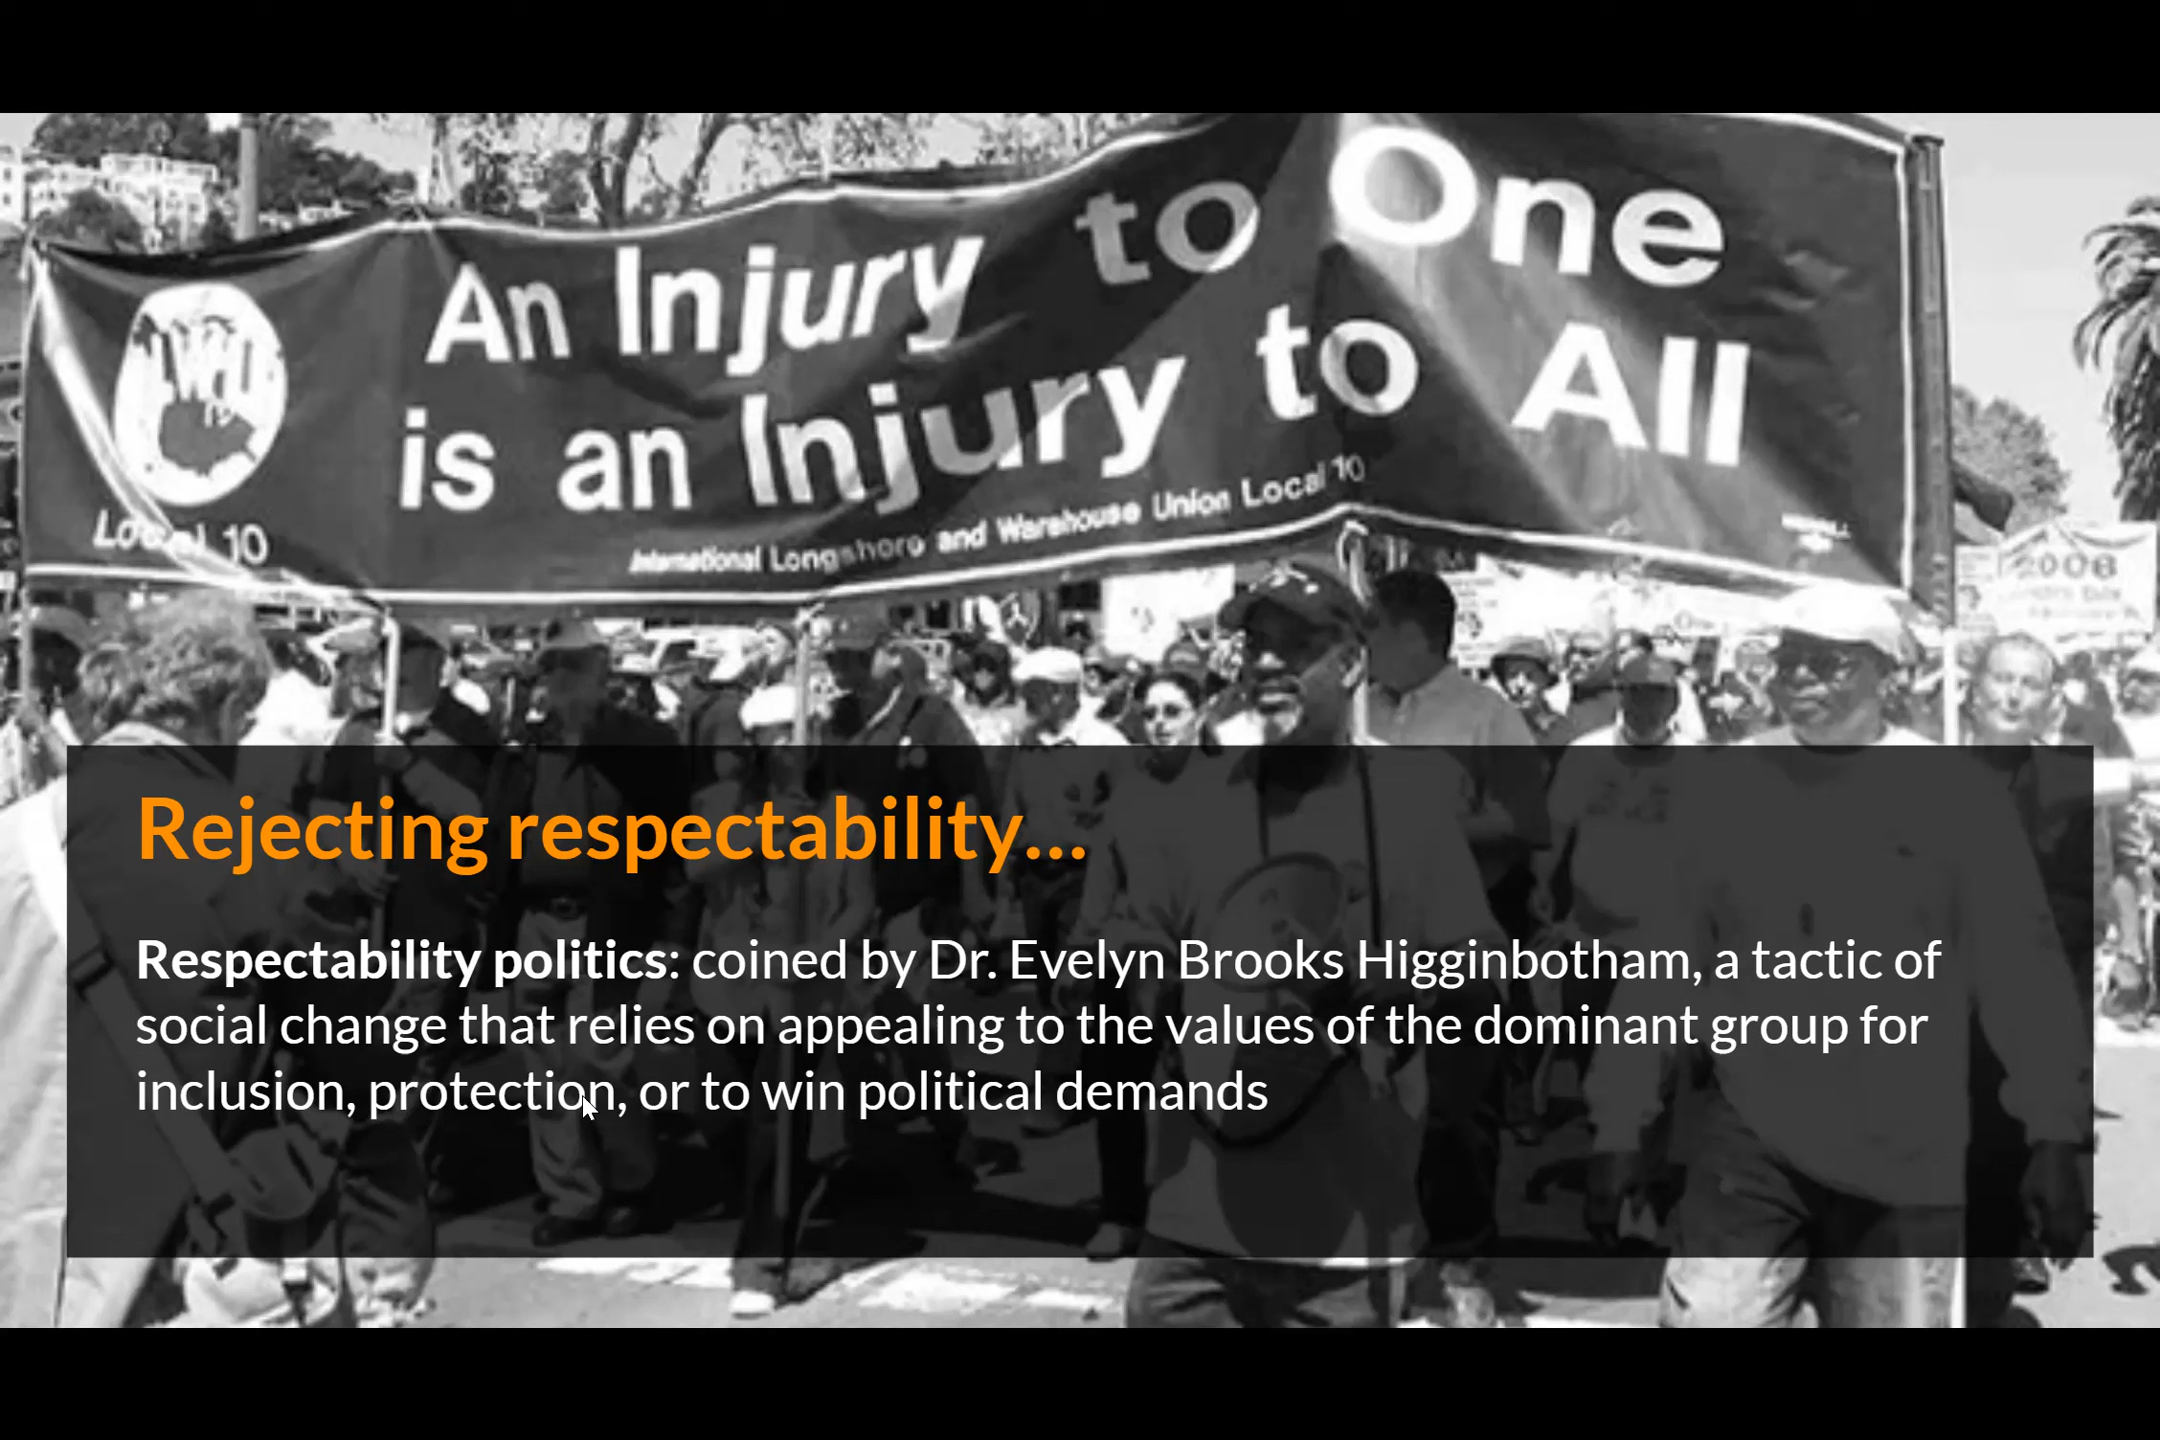 An Injury to One
is an Injury to All
ILWU
Local 10
International Longshore and Warehouse Union Local 10
2008
Rejecting respectability...
Respectability politics: coined by Dr. Evelyn Brooks Higginbotham, a tactic of
social change that relies on appealing to the values of the dominant group for
inclusion, protection, or to win political demands